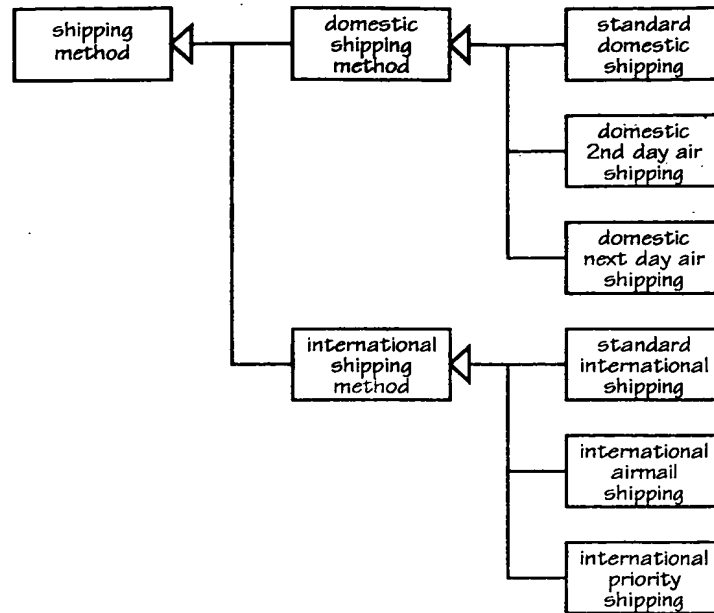 shipping
method
domestic
shipping
method
standard
domestic
shipping
domestic
2nd day air
shipping
domestic
next day air
shipping
international
shipping
method
standard
international
shipping
international
airmail
shipping
international
priority
shipping